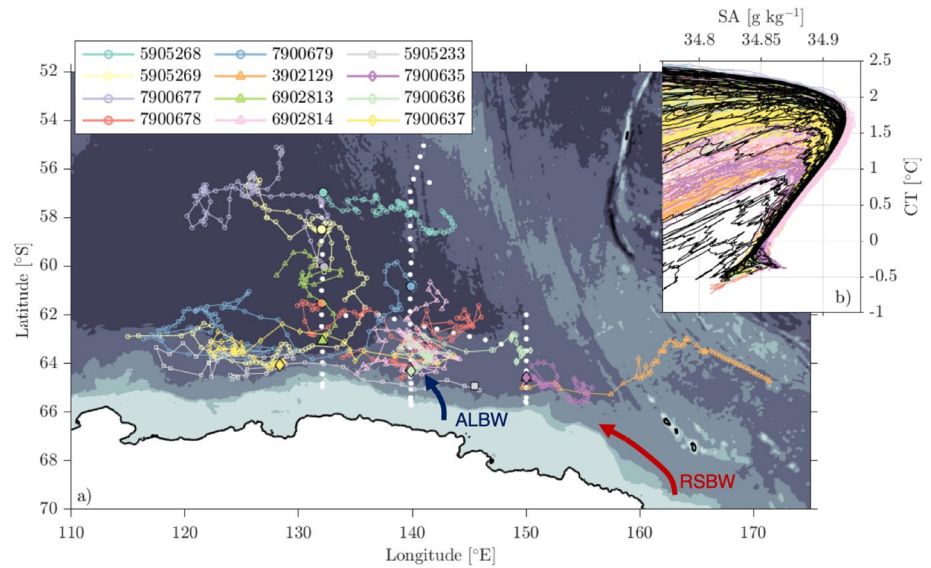 SA [g kg⁻¹]
34.8 34.85 34.9
5905268 7900679 5905233
5905269 3902129 7900635
7900677 6902813 7900636
7900678 6902814 7900637
2.5
2
1.5
1
0.5
0
-0.5
-1
CT [°C]
b)
52
54
56
58
60
62
64
66
68
70
Latitude [°S]
ALBW
RSBW
a)
110 120 130 140 150 160 170
Longitude [°E]